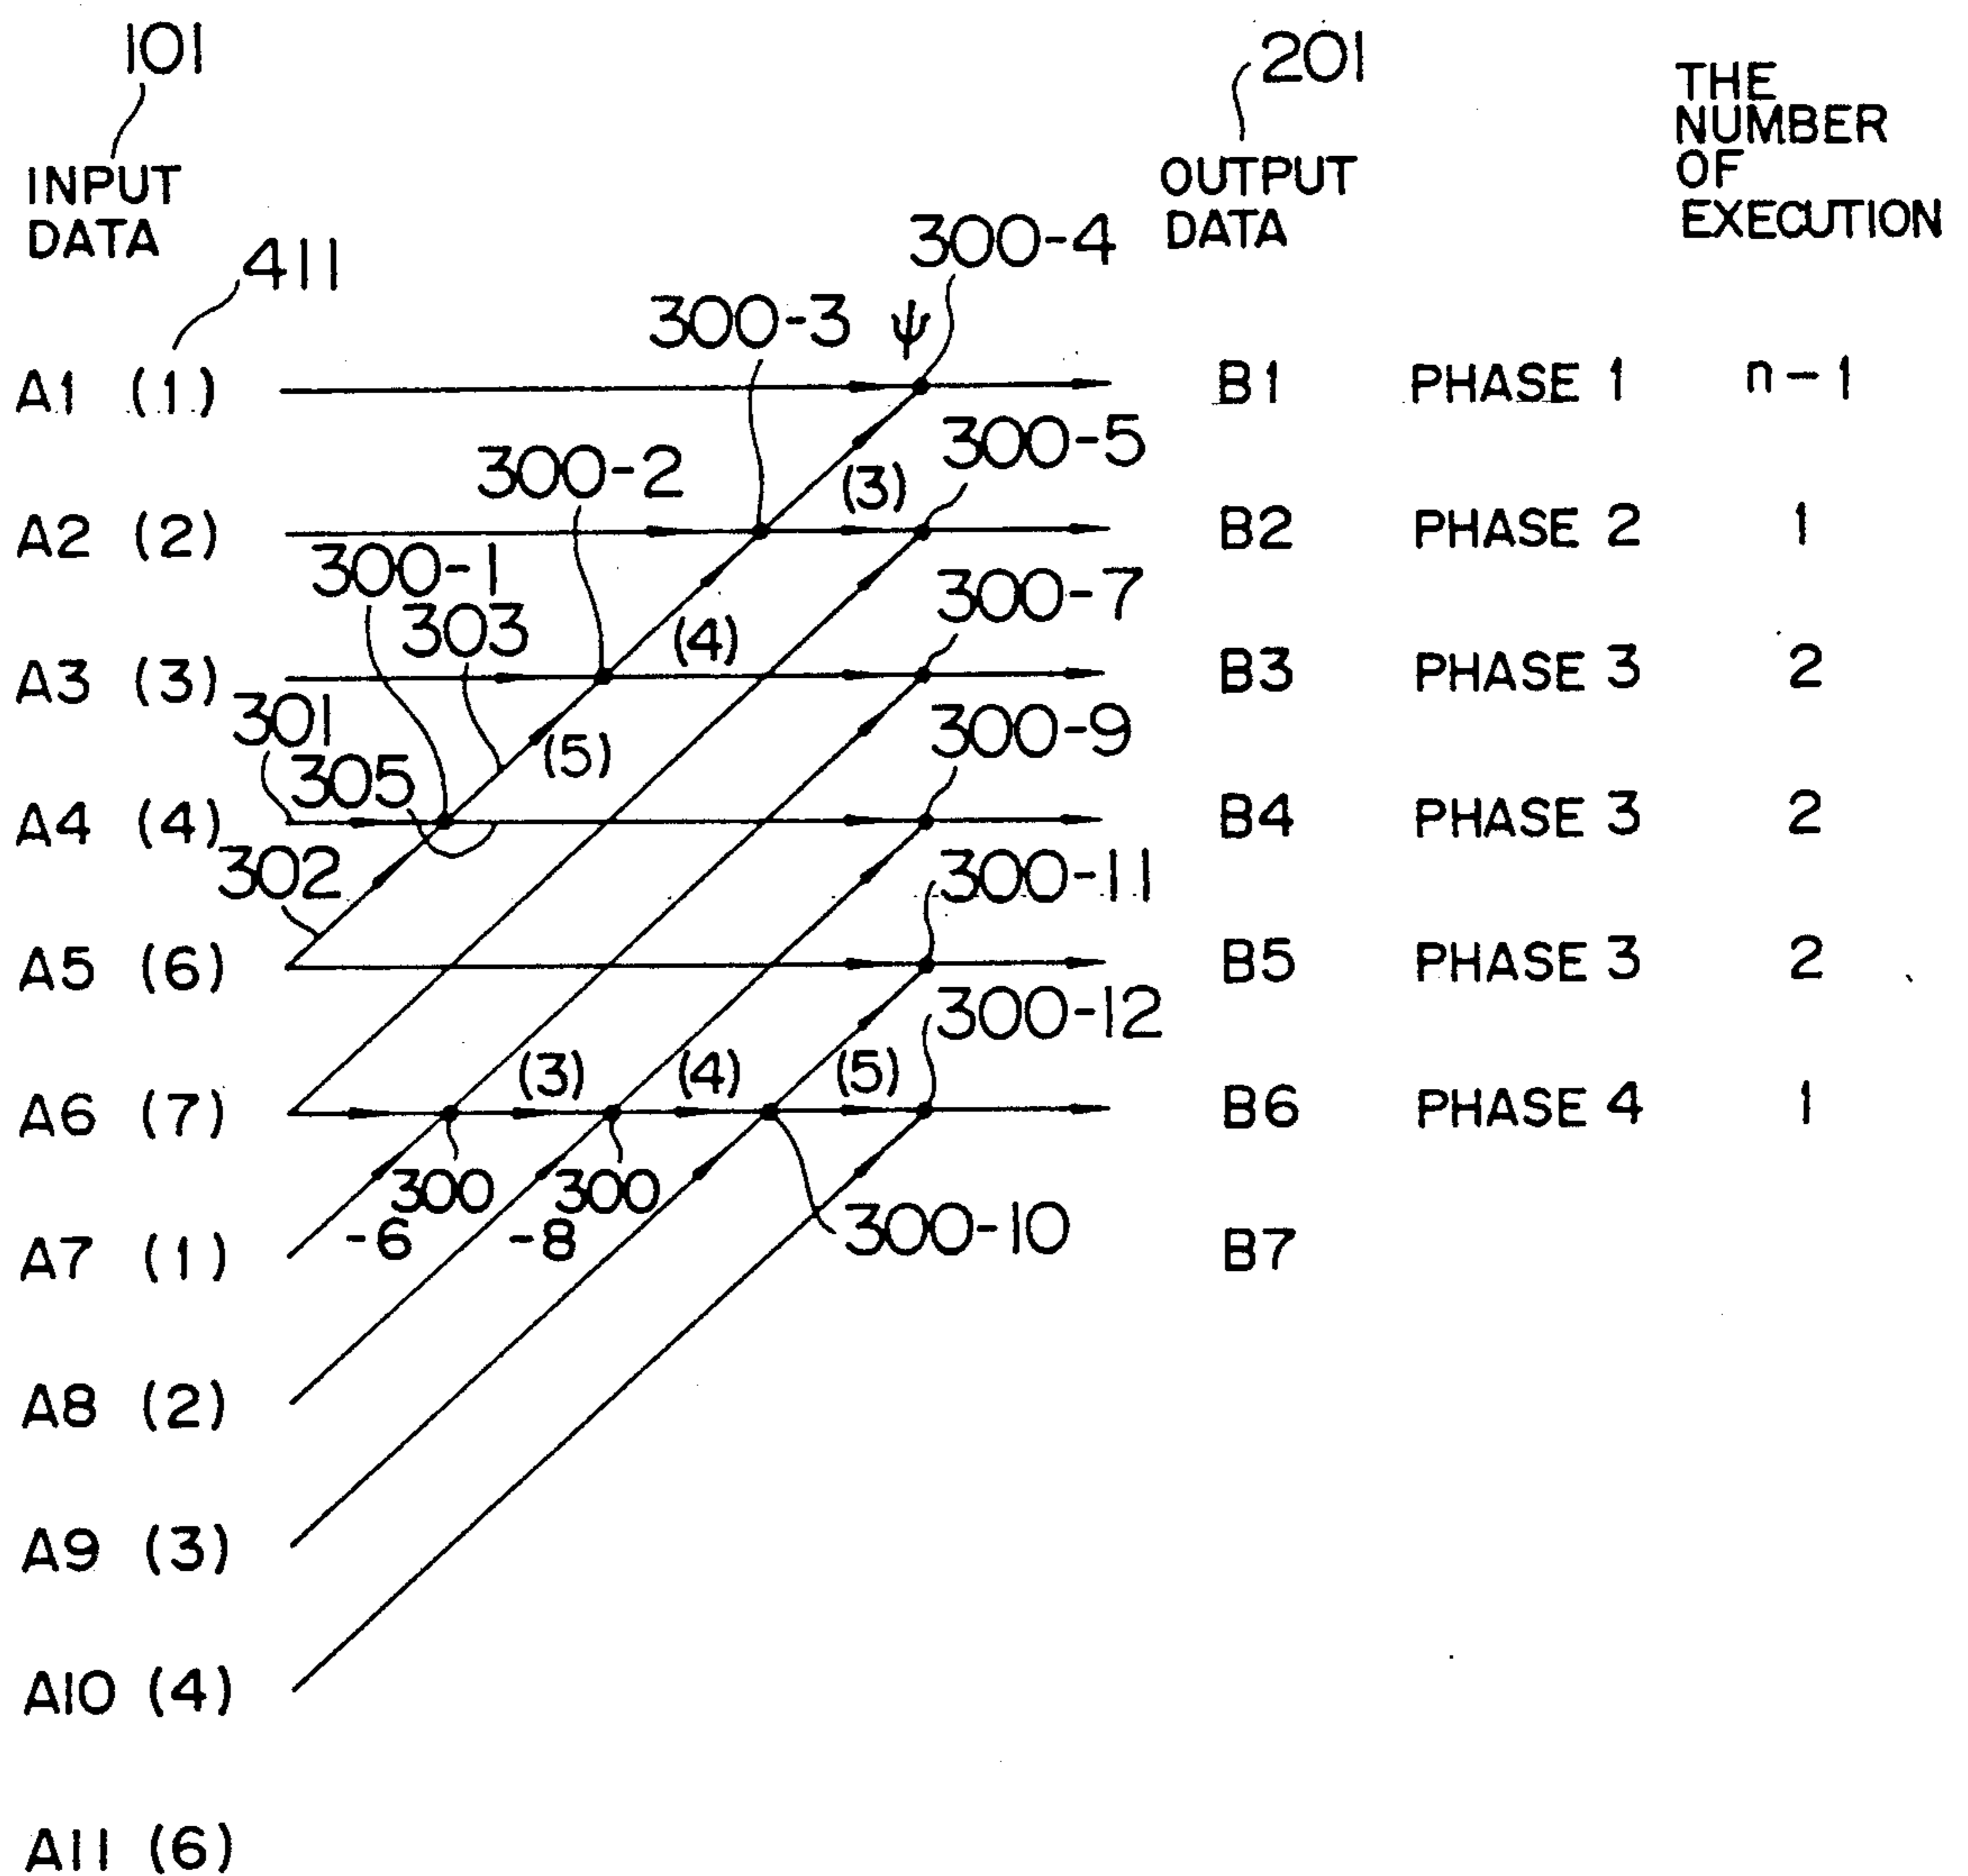 101
201
THE
NUMBER
OF
EXECUTION
INPUT
DATA
OUTPUT
DATA
411
300-4
300-3 ψ
A1 (1) B1 PHASE 1 n-1
300-5
300-2 (3)
A2 (2) B2 PHASE 2 1
300-1
300-7
303 (4)
A3 (3) B3 PHASE 3 2
301
300-9
305 (5)
A4 (4) B4 PHASE 3 2
302
300-11
A5 (6) B5 PHASE 3 2
300-12
(3) (4) (5)
A6 (7) B6 PHASE 4 1
300
-6
300
-8
300-10
A7 (1) B7
A8 (2)
A9 (3)
A10 (4)
A11 (6)